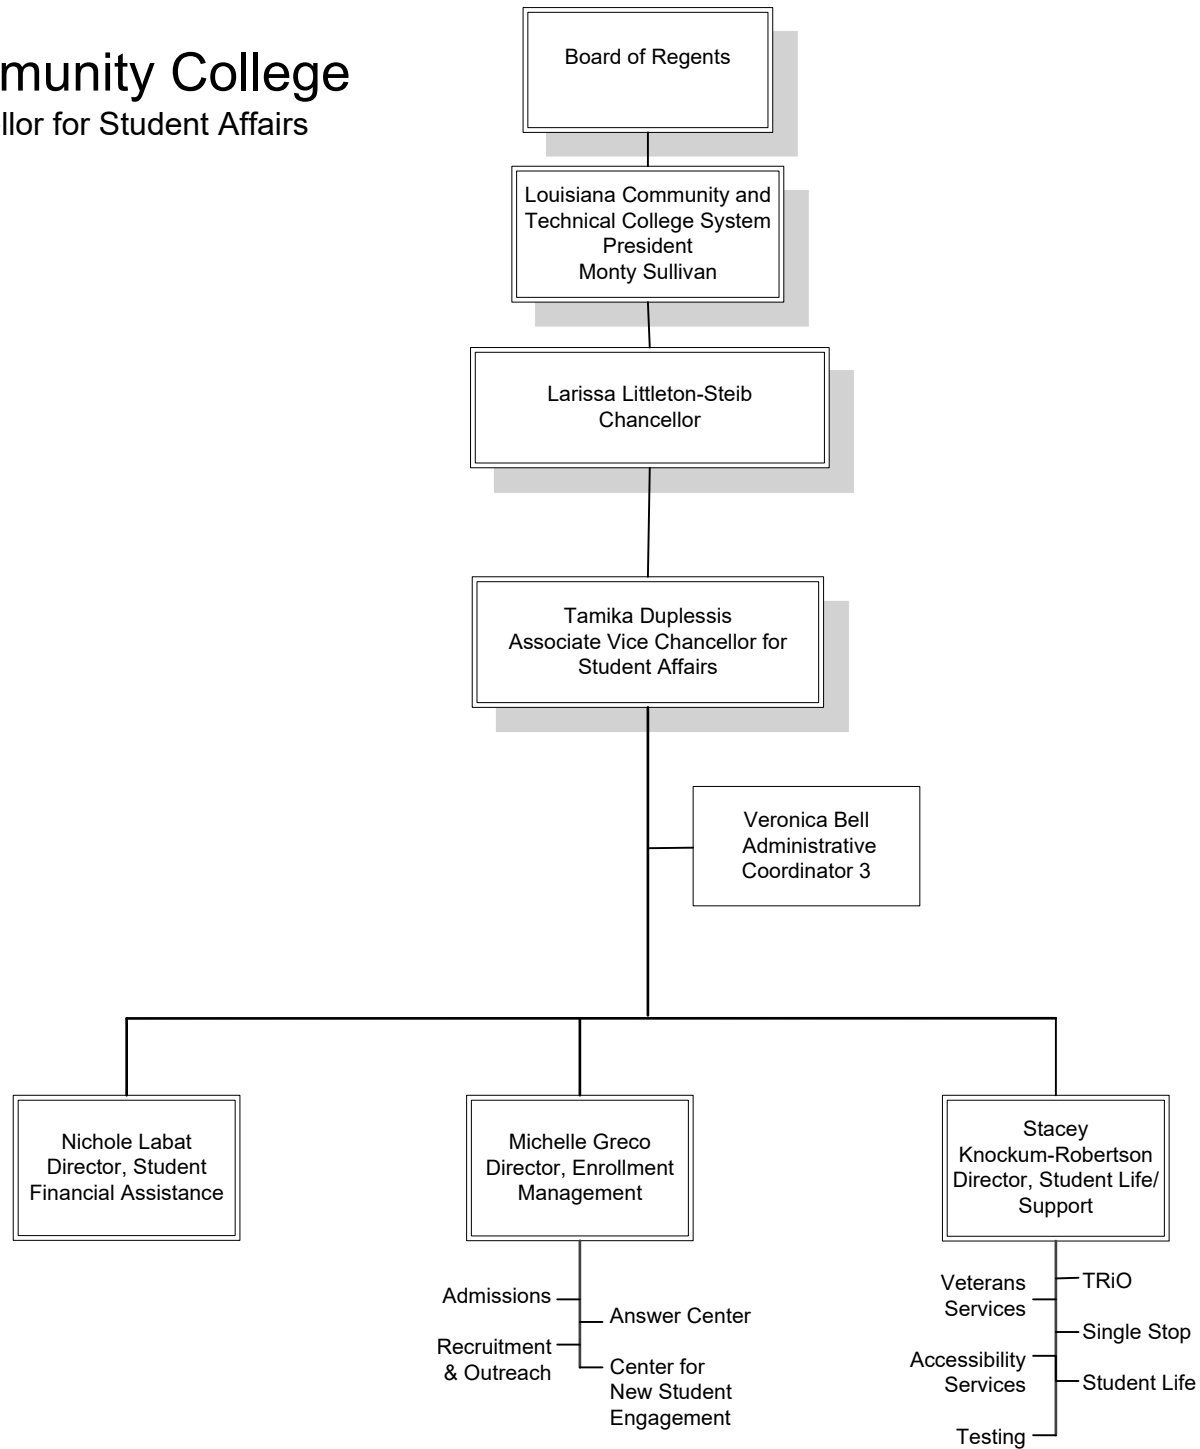 munity College
llor for Student Affairs
Board of Regents
Louisiana Community and
Technical College System
President
Monty Sullivan
Larissa Littleton-Steib
Chancellor
Tamika Duplessis
Associate Vice Chancellor for
Student Affairs
Veronica Bell
Administrative
Coordinator 3
Nichole Labat
Director, Student
Financial Assistance
Michelle Greco
Director, Enrollment
Management
Stacey
Knockum-Robertson
Director, Student Life/
Support
Admissions
Answer Center
Recruitment
& Outreach
Center for
New Student
Engagement
Veterans
Services
TRiO
Single Stop
Accessibility
Services
Student Life
Testing